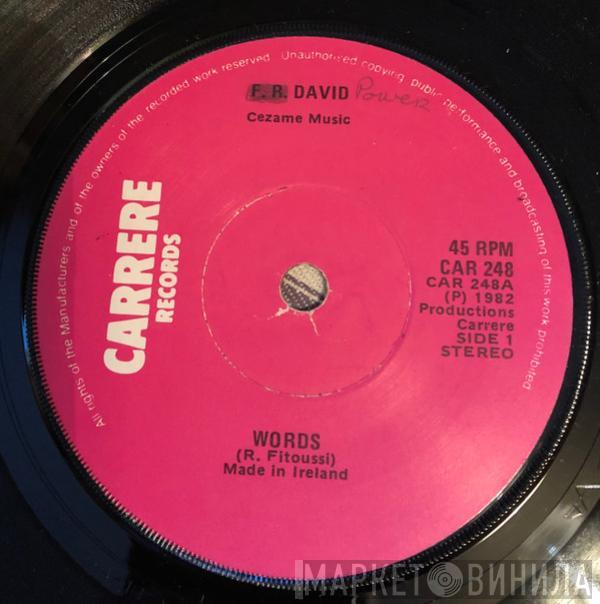 All rights of the Manufacturers and of the owners of the recorded work reserved. Unauthorised copying, public performance and broadcasting of this work prohibited
F. R. DAVID Power
Cezame Music
CARRERE
RECORDS
45 RPM
CAR 248
CAR 248A
(P) 1982
Productions
Carrere
SIDE 1
STEREO
WORDS
(R. Fitoussi)
Made in Ireland
МАРКЕТ ВИНИЛА